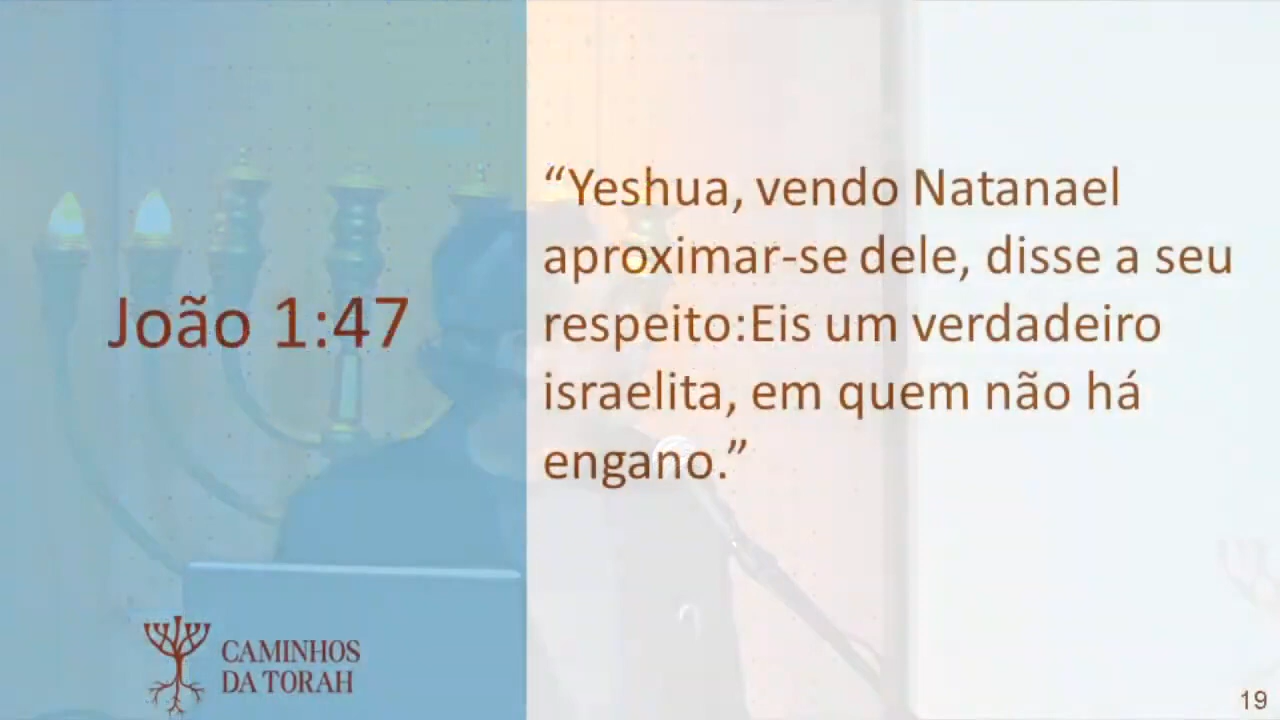 João 1:47
“Yeshua, vendo Natanael
aproximar-se dele, disse a seu
respeito:Eis um verdadeiro
israelita, em quem não há
engano.”
CAMINHOS
DA TORAH
19